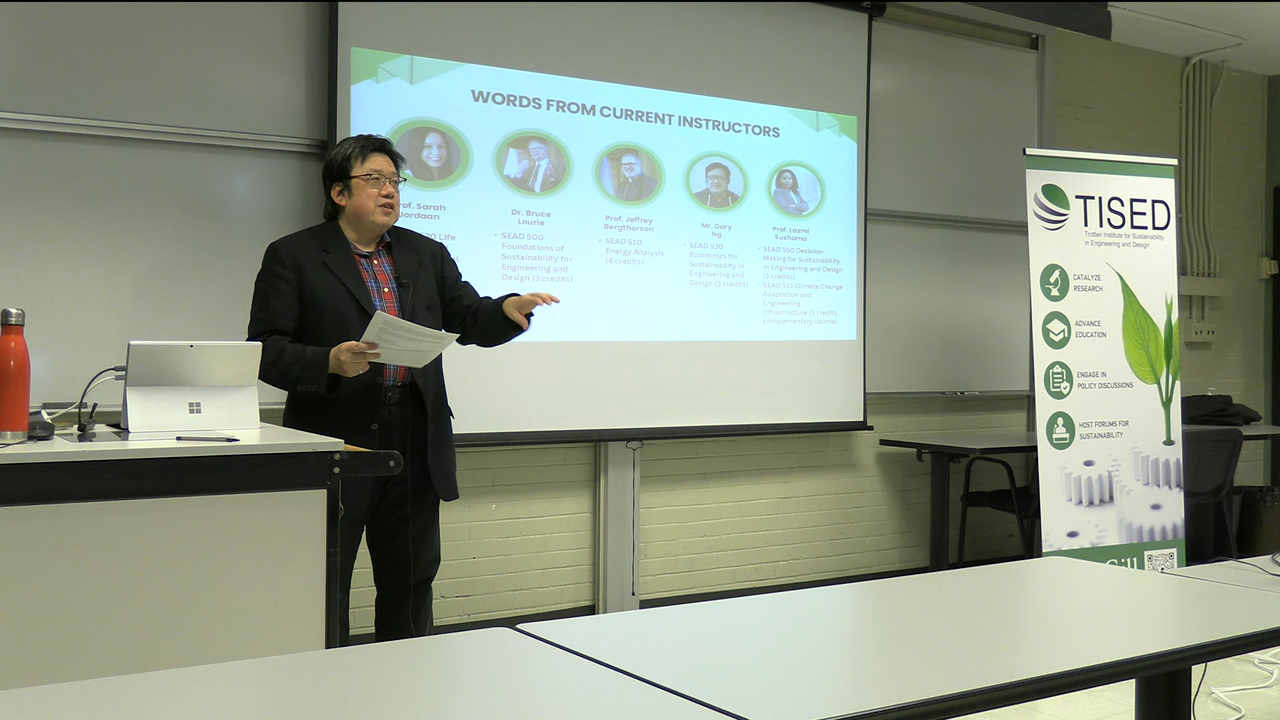 WORDS FROM CURRENT INSTRUCTORS
rof. Sarah
Jordaan
Life
Dr. Bruce
Lourie
- SEAD 500
Foundations of
Sustainability for
Engineering and
Design (3 credits)
Prof. Jeffrey
Bergthorson
- SEAD 510
Energy Analysis
(4 credits)
Mr. Gary
Ng
- SEAD 530
Economics for
Sustainability in
Engineering and
Design (3 credits)
Prof. Laxmi
Sushama
- SEAD 550 Decision-
Making for Sustainability
in Engineering and Design
(3 credits)
- SEAD 515 Climate Change
Adaptation and
Engineering
Infrastructure (3 credits,
complementary course)
TISED
Trottier Institute for Sustainability
in Engineering and Design
CATALYZE
RESEARCH
ADVANCE
EDUCATION
ENGAGE IN
POLICY DISCUSSIONS
HOST FORUMS FOR
SUSTAINABILITY